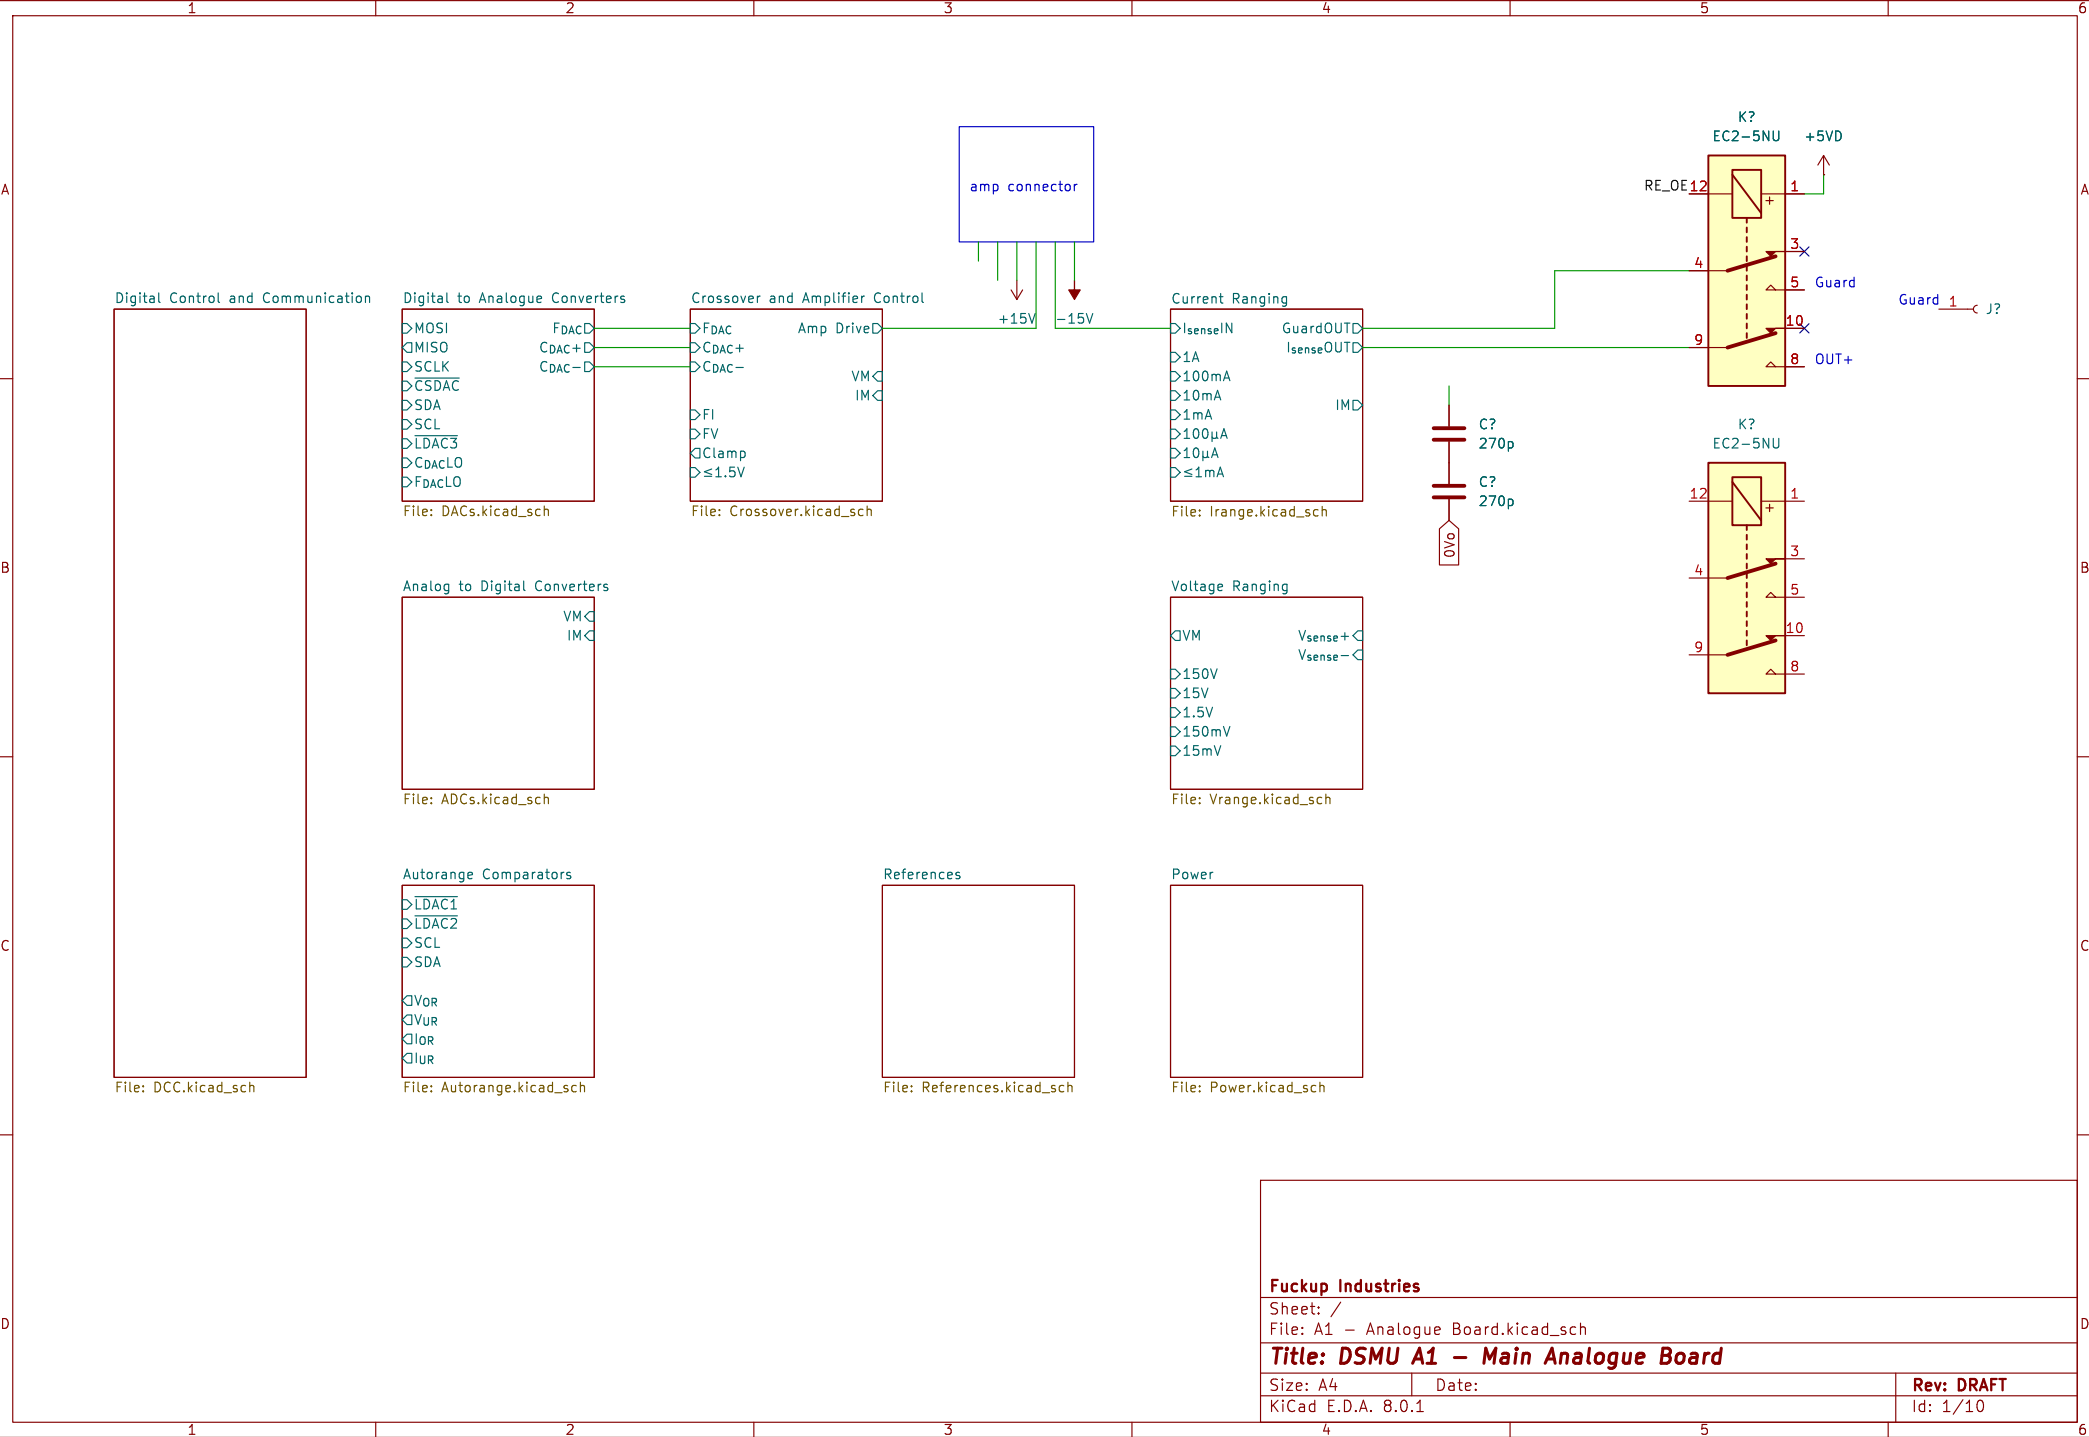 1 2 3 4 5 6
A
B
C
D
A
B
C
D
K?
EC2-5NU
+5VD
RE_OE
12
1
+
3
4
5
Guard
10
9
8
OUT+
Guard
1
J?
amp connector
+15V
-15V
Digital Control and Communication
File: DCC.kicad_sch
Digital to Analogue Converters
MOSI
MISO
SCLK
CSDAC
SDA
SCL
LDAC3
CDACLO
FDACLO
FDAC
CDAC+
CDAC-
File: DACs.kicad_sch
Crossover and Amplifier Control
FDAC
CDAC+
CDAC-
FI
FV
Clamp
≤1.5V
Amp Drive
VM
IM
File: Crossover.kicad_sch
Current Ranging
IsenseIN
1A
100mA
10mA
1mA
100µA
10µA
≤1mA
GuardOUT
IsenseOUT
IM
File: Irange.kicad_sch
C?
270p
C?
270p
0Vo
K?
EC2-5NU
12
1
+
3
4
5
10
9
8
Analog to Digital Converters
VM
IM
File: ADCs.kicad_sch
Voltage Ranging
VM
150V
15V
1.5V
150mV
15mV
Vsense+
Vsense-
File: Vrange.kicad_sch
Autorange Comparators
LDAC1
LDAC2
SCL
SDA
VOR
VUR
IOR
IUR
File: Autorange.kicad_sch
References
File: References.kicad_sch
Power
File: Power.kicad_sch
Fuckup Industries
Sheet: /
File: A1 - Analogue Board.kicad_sch
Title: DSMU A1 - Main Analogue Board
Size: A4
Date:
Rev: DRAFT
KiCad E.D.A. 8.0.1
Id: 1/10
1 2 3 4 5 6